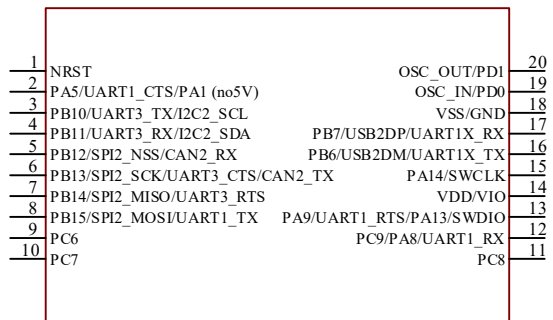 1 NRST OSC_OUT/PD1 20
2 PA5/UART1_CTS/PA1 (no5V) OSC_IN/PD0 19
3 PB10/UART3_TX/I2C2_SCL VSS/GND 18
4 PB11/UART3_RX/I2C2_SDA PB7/USB2DP/UART1X_RX 17
5 PB12/SPI2_NSS/CAN2_RX PB6/USB2DM/UART1X_TX 16
6 PB13/SPI2_SCK/UART3_CTS/CAN2_TX PA14/SWCLK 15
7 PB14/SPI2_MISO/UART3_RTS VDD/VIO 14
8 PB15/SPI2_MOSI/UART1_TX PA9/UART1_RTS/PA13/SWDIO 13
9 PC6 PC9/PA8/UART1_RX 12
10 PC7 PC8 11